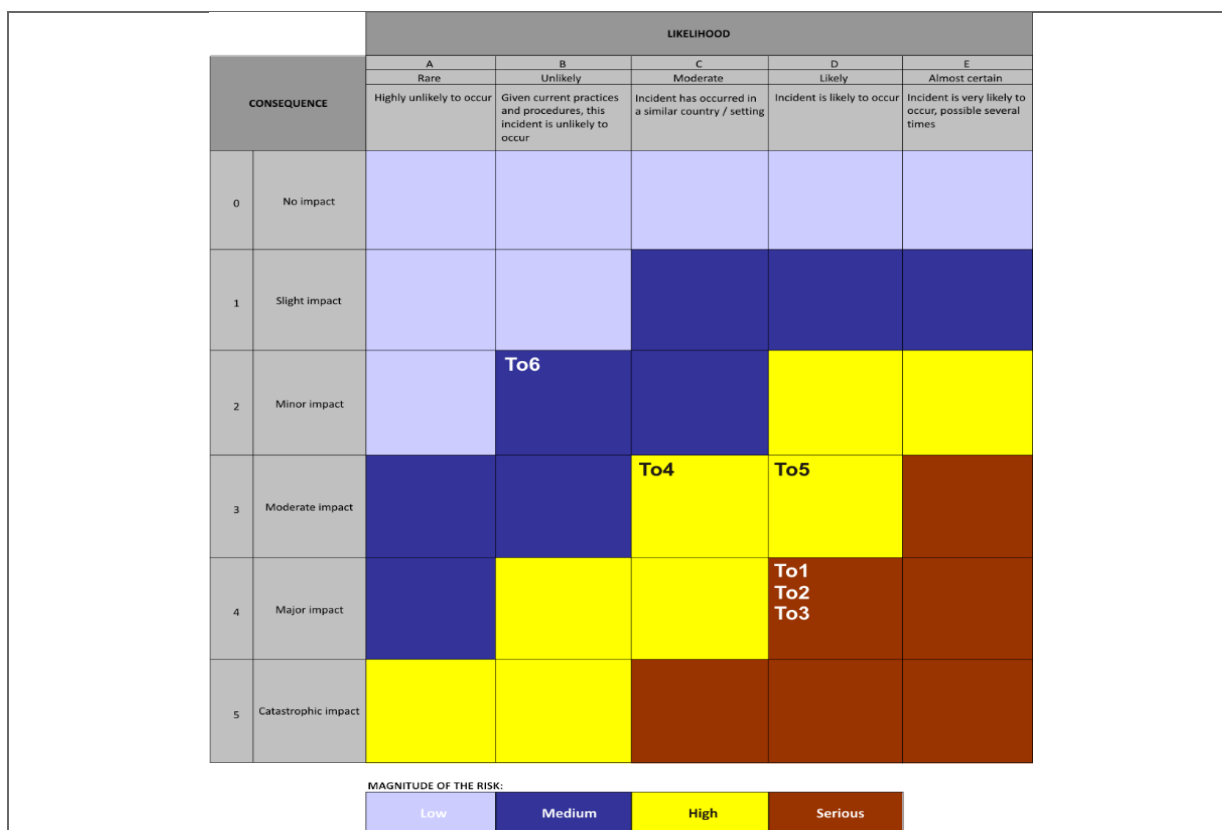 LIKELIHOOD
CONSEQUENCE
A
B
C
D
E
Rare
Unlikely
Moderate
Likely
Almost certain
Highly unlikely to occur
Given current practices
and procedures, this
incident is unlikely to
occur
Incident has occurred in
a similar country / setting
Incident is likely to occur
Incident is very likely to
occur, possible several
times
0
No impact
1
Slight impact
2
Minor impact
To6
3
Moderate impact
To4
To5
4
Major impact
To1
To2
To3
5
Catastrophic impact
MAGNITUDE OF THE RISK:
Low
Medium
High
Serious